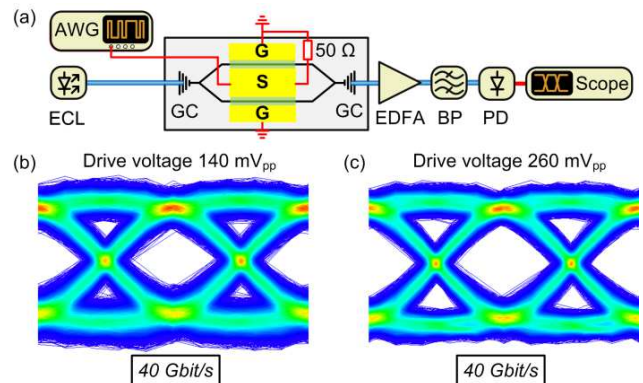 (a)
AWG
ECL
GC
G
S
G
50 Ω
GC
EDFA
BP
PD
Scope
(b)
Drive voltage 140 mVpp
40 Gbit/s
(c)
Drive voltage 260 mVpp
40 Gbit/s